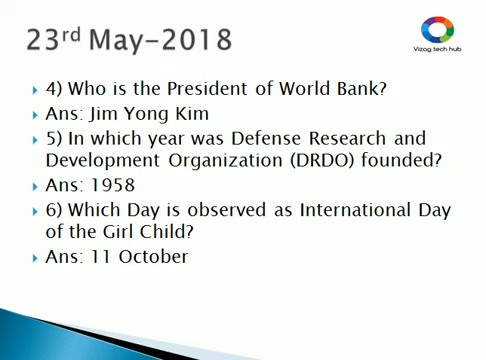 23rd May-2018
Vizag tech hub
4) Who is the President of World Bank?
Ans: Jim Yong Kim
5) In which year was Defense Research and
Development Organization (DRDO) founded?
Ans: 1958
6) Which Day is observed as International Day
of the Girl Child?
Ans: 11 October